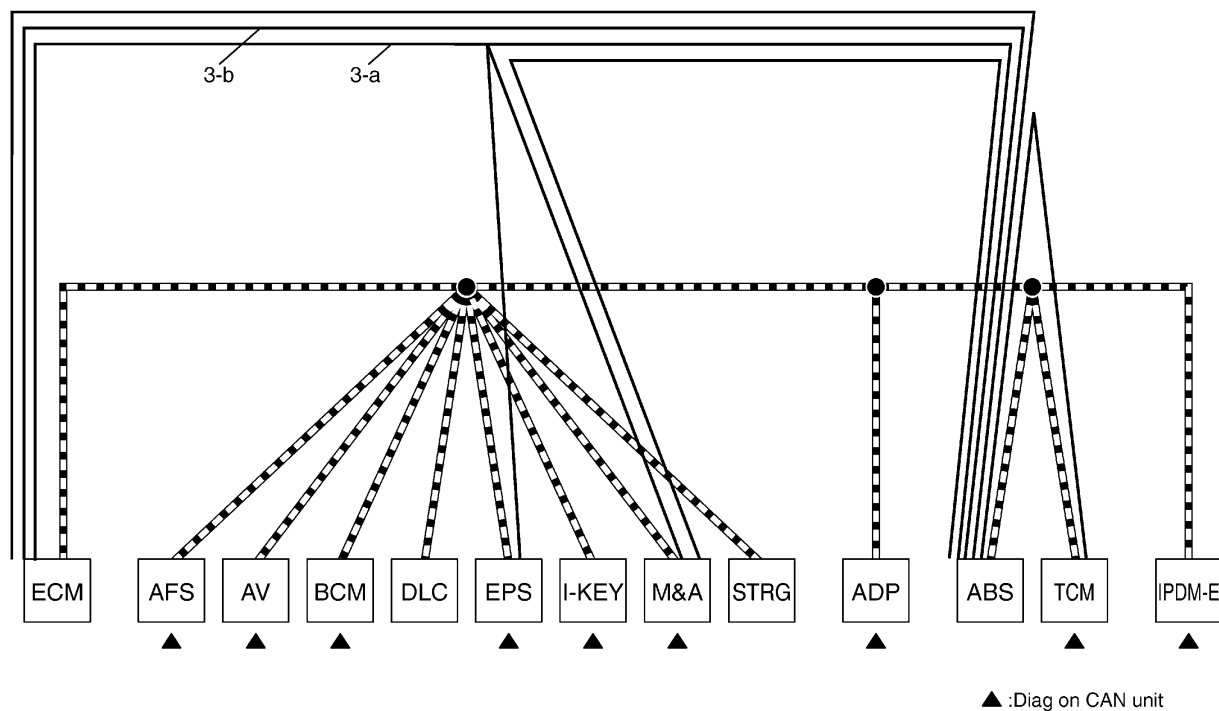 3-b 3-a
ECM AFS AV BCM DLC EPS I-KEY M&A STRG ADP ABS TCM IPDM-E
▲ :Diag on CAN unit